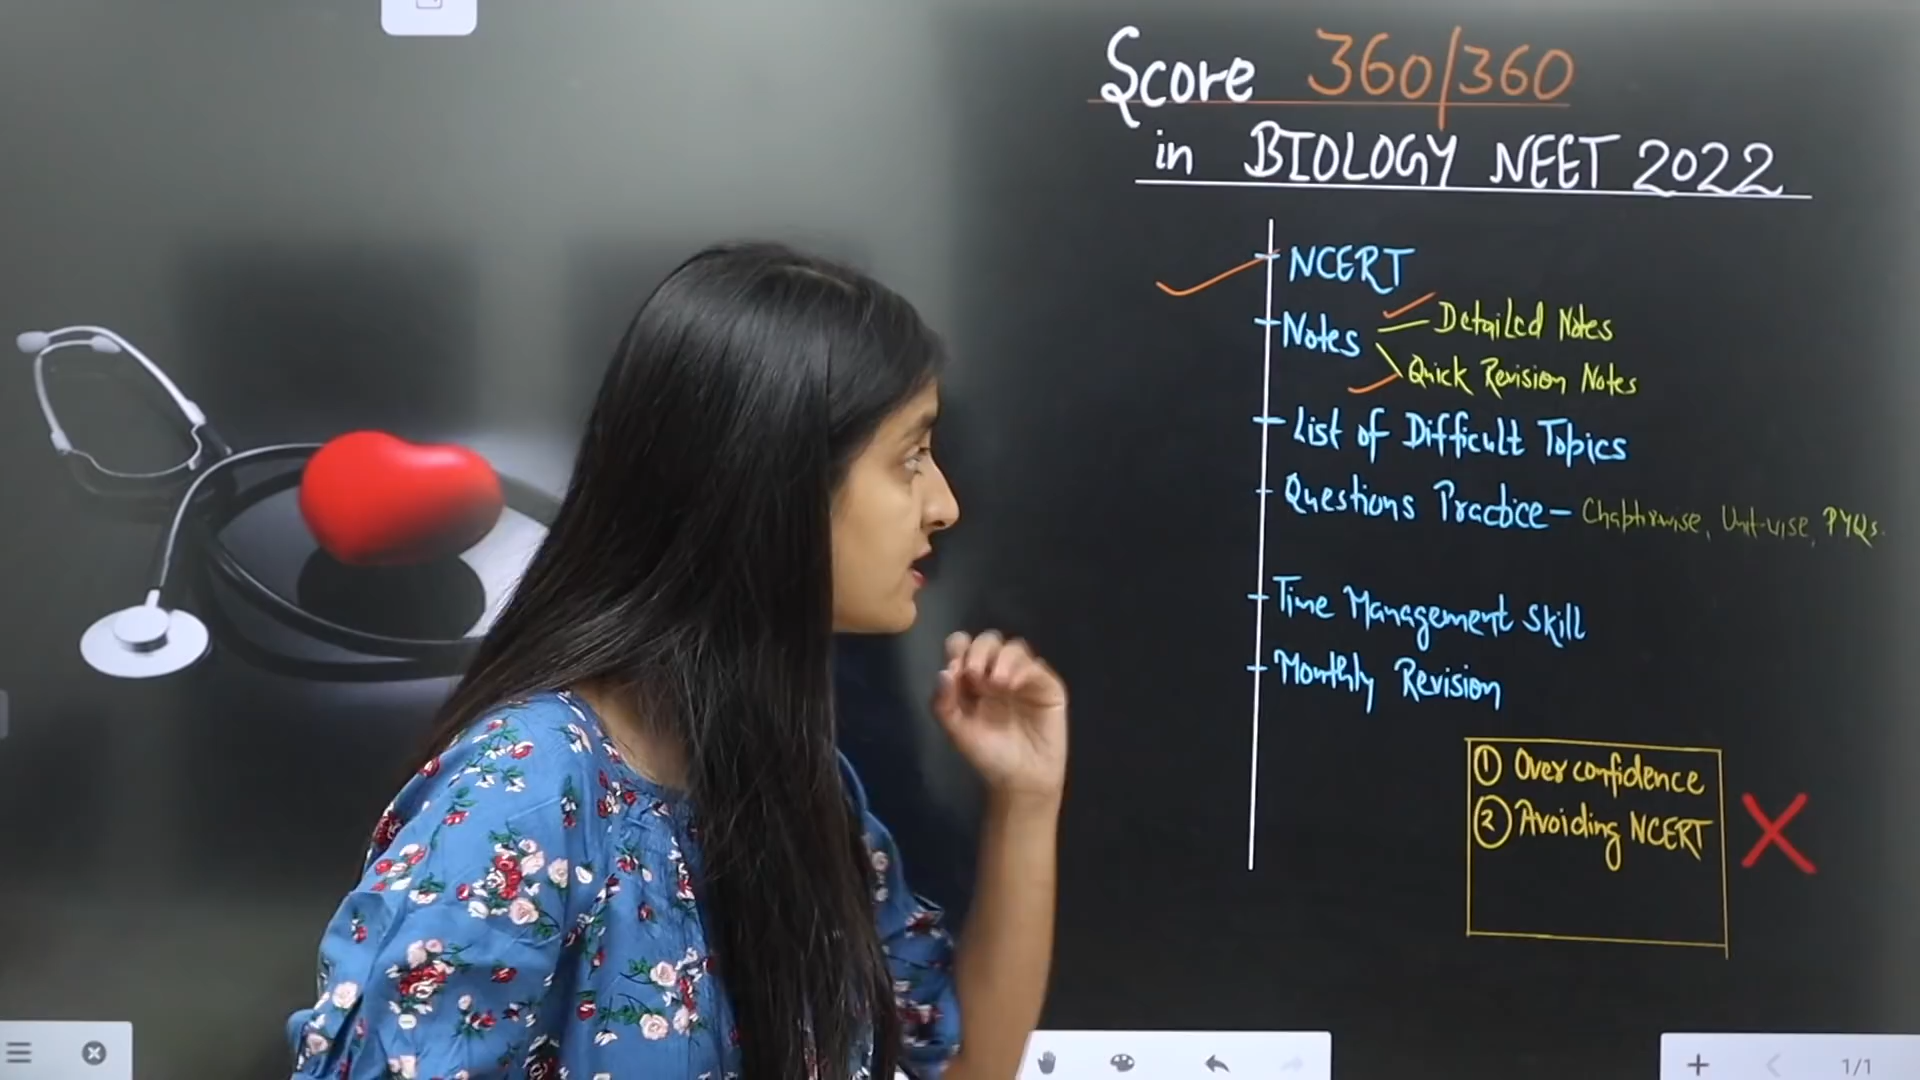 Score 360/360
in BIOLOGY NEET 2022
NCERT
Notes
Detailed Notes
Quick Revision Notes
List of Difficult Topics
Questions Practice - Chapterwise, Unit-wise, PYQs.
Time Management Skill
Monthly Revision
① Over confidence
② Avoiding NCERT
1/1